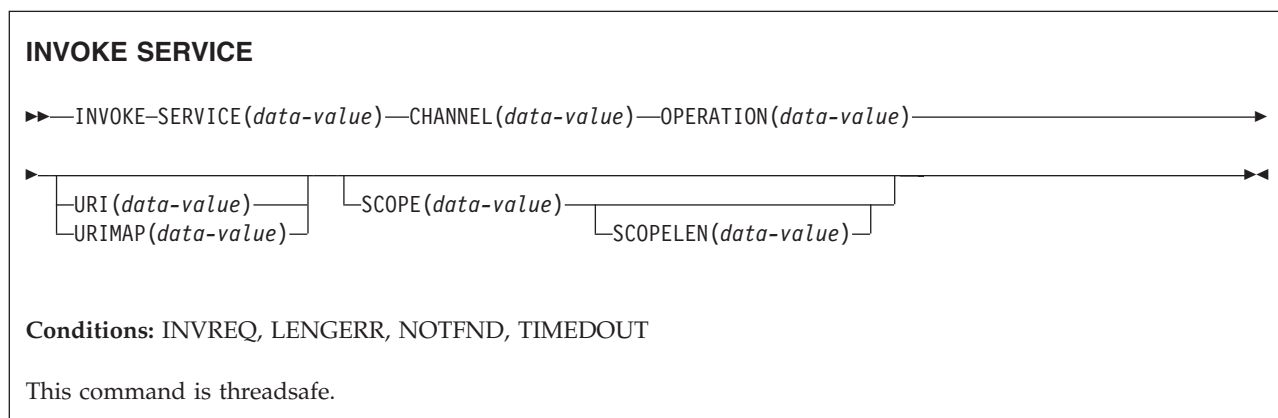 INVOKE SERVICE
INVOKE SERVICE(data-value) CHANNEL(data-value) OPERATION(data-value)
URI(data-value) SCOPE(data-value)
URIMAP(data-value) SCOPELEN(data-value)
Conditions: INVREQ, LENGERR, NOTFND, TIMEDOUT
This command is threadsafe.